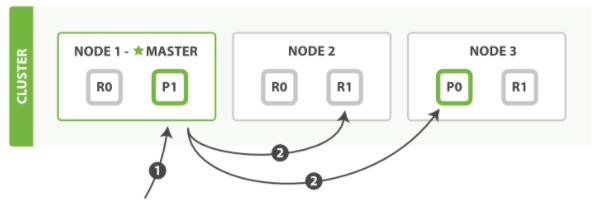 CLUSTER
NODE 1 - ★ MASTER
R0 P1
NODE 2
R0 R1
NODE 3
P0 R1
1
2
2